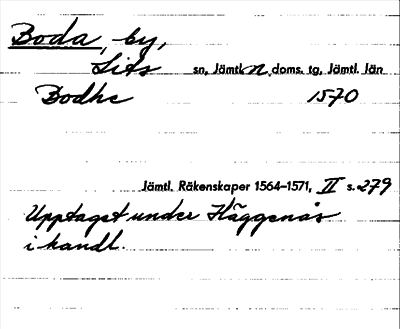 Boda, by,
Lits sn, Jämtl. n. doms. tg, Jämtl. län
Bodhe 1570
Jämtl. Räkenskaper 1564–1571, II s. 279
Upptaget under Häggenås
i handl.